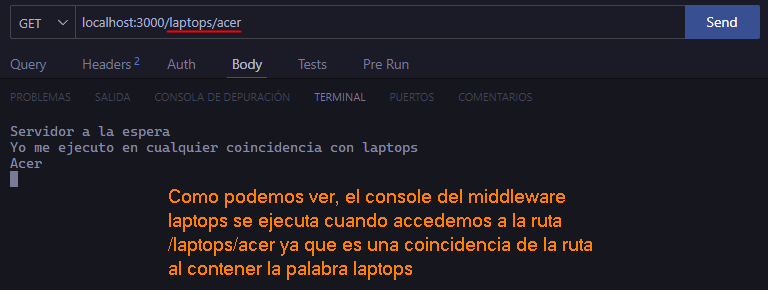 GET localhost:3000/laptops/acer Send
Query Headers 2 Auth Body Tests Pre Run
PROBLEMAS SALIDA CONSOLA DE DEPURACIÓN TERMINAL PUERTOS COMENTARIOS
Servidor a la espera
Yo me ejecuto en cualquier coincidencia con laptops
Acer
Como podemos ver, el console del middleware
laptops se ejecuta cuando accedemos a la ruta
/laptops/acer ya que es una coincidencia de la ruta
al contener la palabra laptops